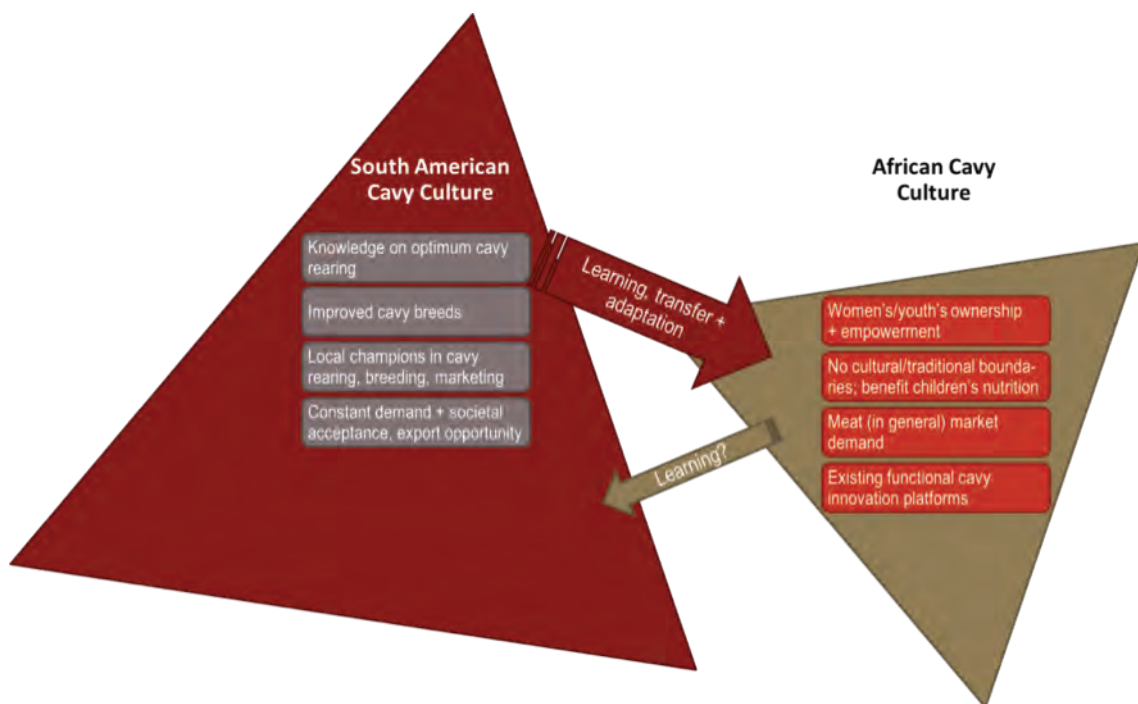 South American
Cavy Culture
Knowledge on optimum cavy
rearing
Improved cavy breeds
Local champions in cavy
rearing, breeding, marketing
Constant demand + societal
acceptance, export opportunity
Learning, transfer +
adaptation
Learning?
African Cavy
Culture
Women's/youth's ownership
+ empowerment
No cultural/traditional bounda-
ries; benefit children's nutrition
Meat (in general) market
demand
Existing functional cavy
innovation platforms